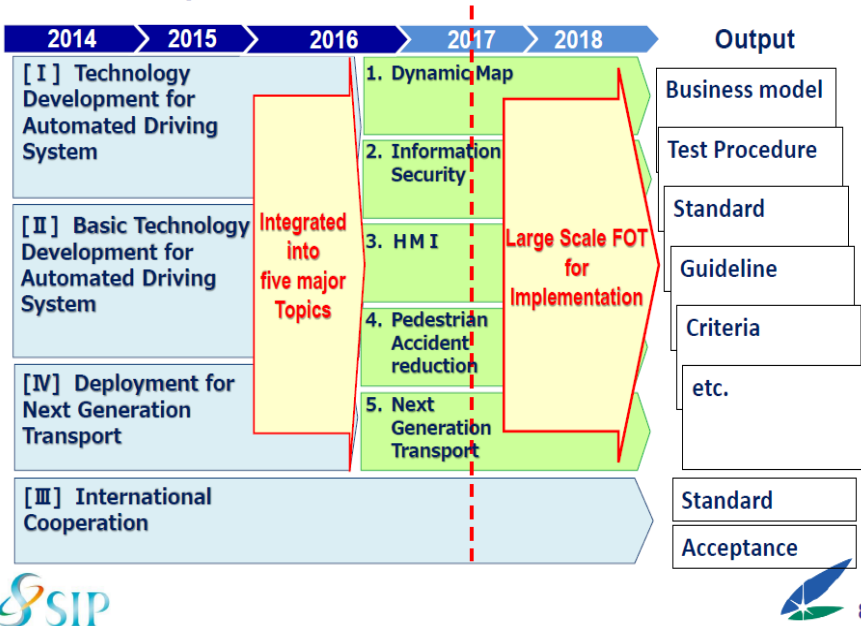 2014
2015
2016
2017
2018
Output
[Ⅰ] Technology
Development for
Automated Driving
System
[Ⅱ] Basic Technology
Development for
Automated Driving
System
[Ⅳ] Deployment for
Next Generation
Transport
[Ⅲ] International
Cooperation
Integrated
into
five major
Topics
1. Dynamic Map
2. Information
Security
3. HMI
4. Pedestrian
Accident
reduction
5. Next
Generation
Transport
Large Scale FOT
for
Implementation
Business model
Test Procedure
Standard
Guideline
Criteria
etc.
Standard
Acceptance
SIP